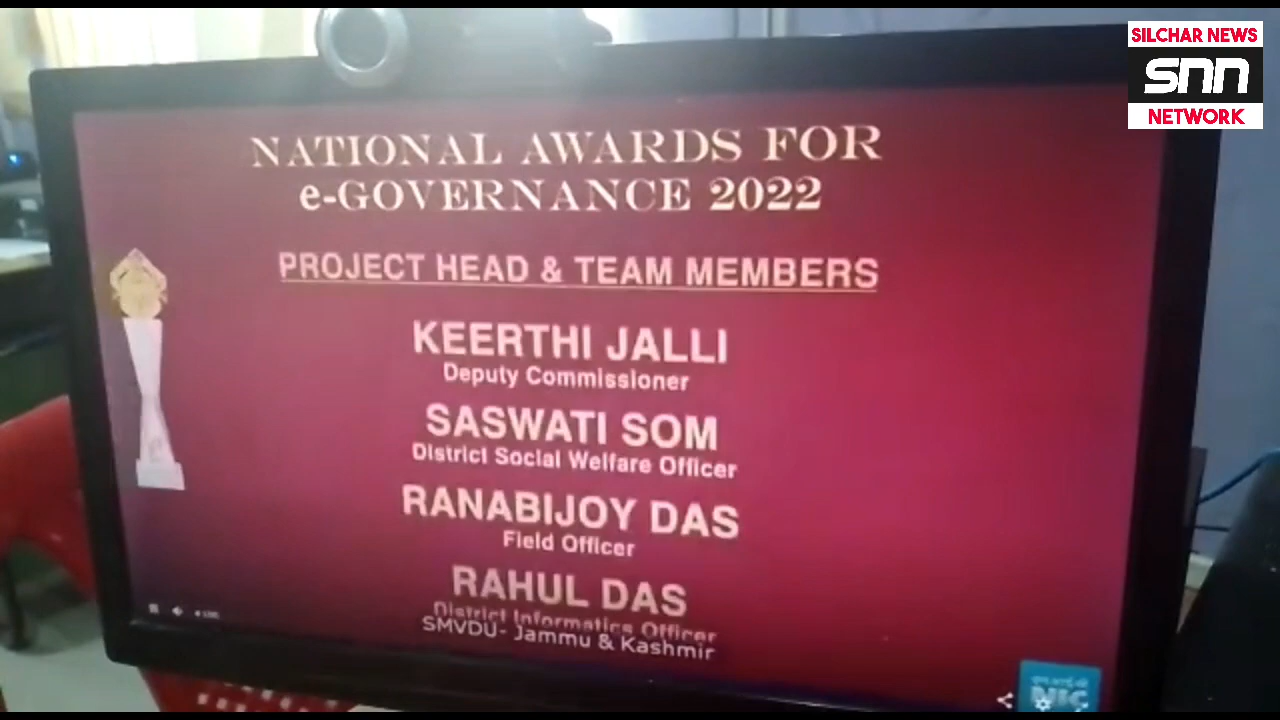 SILCHAR NEWS
snn
NETWORK
NATIONAL AWARDS FOR
e-GOVERNANCE 2022
PROJECT HEAD & TEAM MEMBERS
KEERTHI JALLI
Deputy Commissioner
SASWATI SOM
District Social Welfare Officer
RANABIJOY DAS
Field Officer
RAHUL DAS
District Informatics Officer
SMVDU- Jammu & Kashmir
NIC